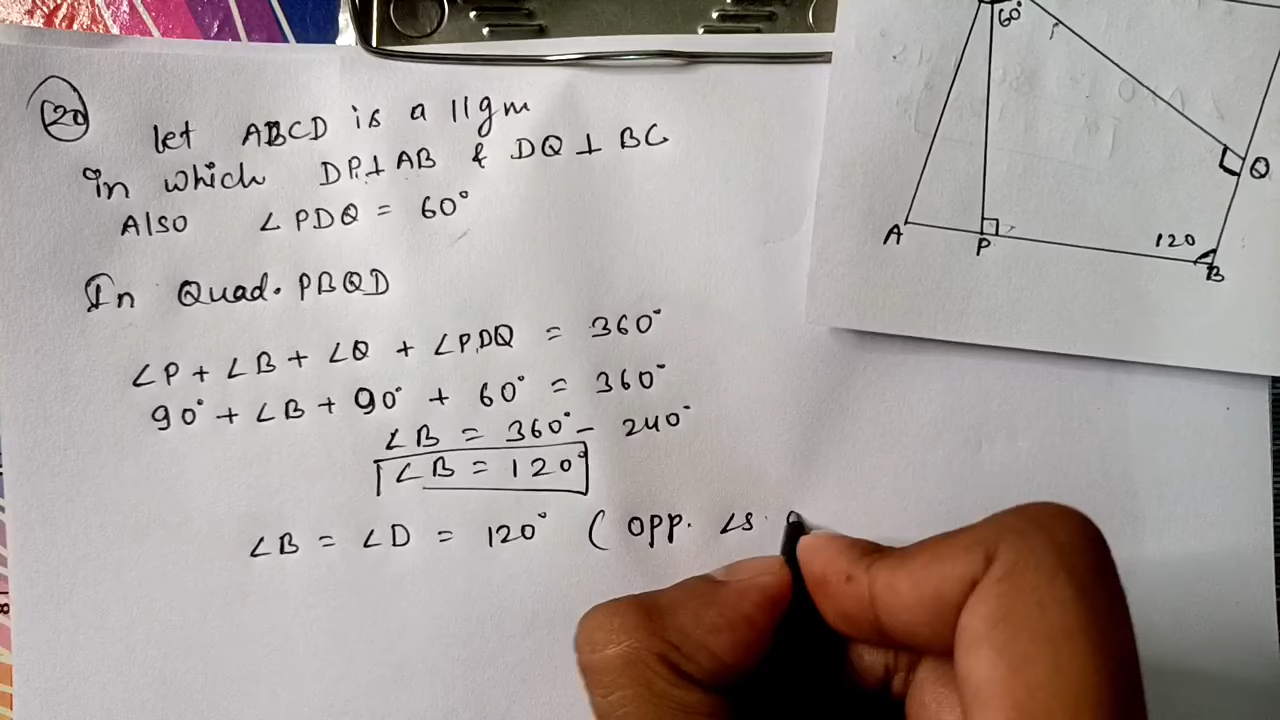 20
let ABCD is a llgm
in which DP⊥AB & DQ ⊥ BC
Also ∠PDQ = 60°
In Quad. PBQD
∠P + ∠B + ∠Q + ∠PDQ = 360°
90° + ∠B + 90° + 60° = 360°
∠B = 360° - 240°
∠B = 120°
∠B = ∠D = 120° ( opp. ∠s
60°
Q
A
P
120
B